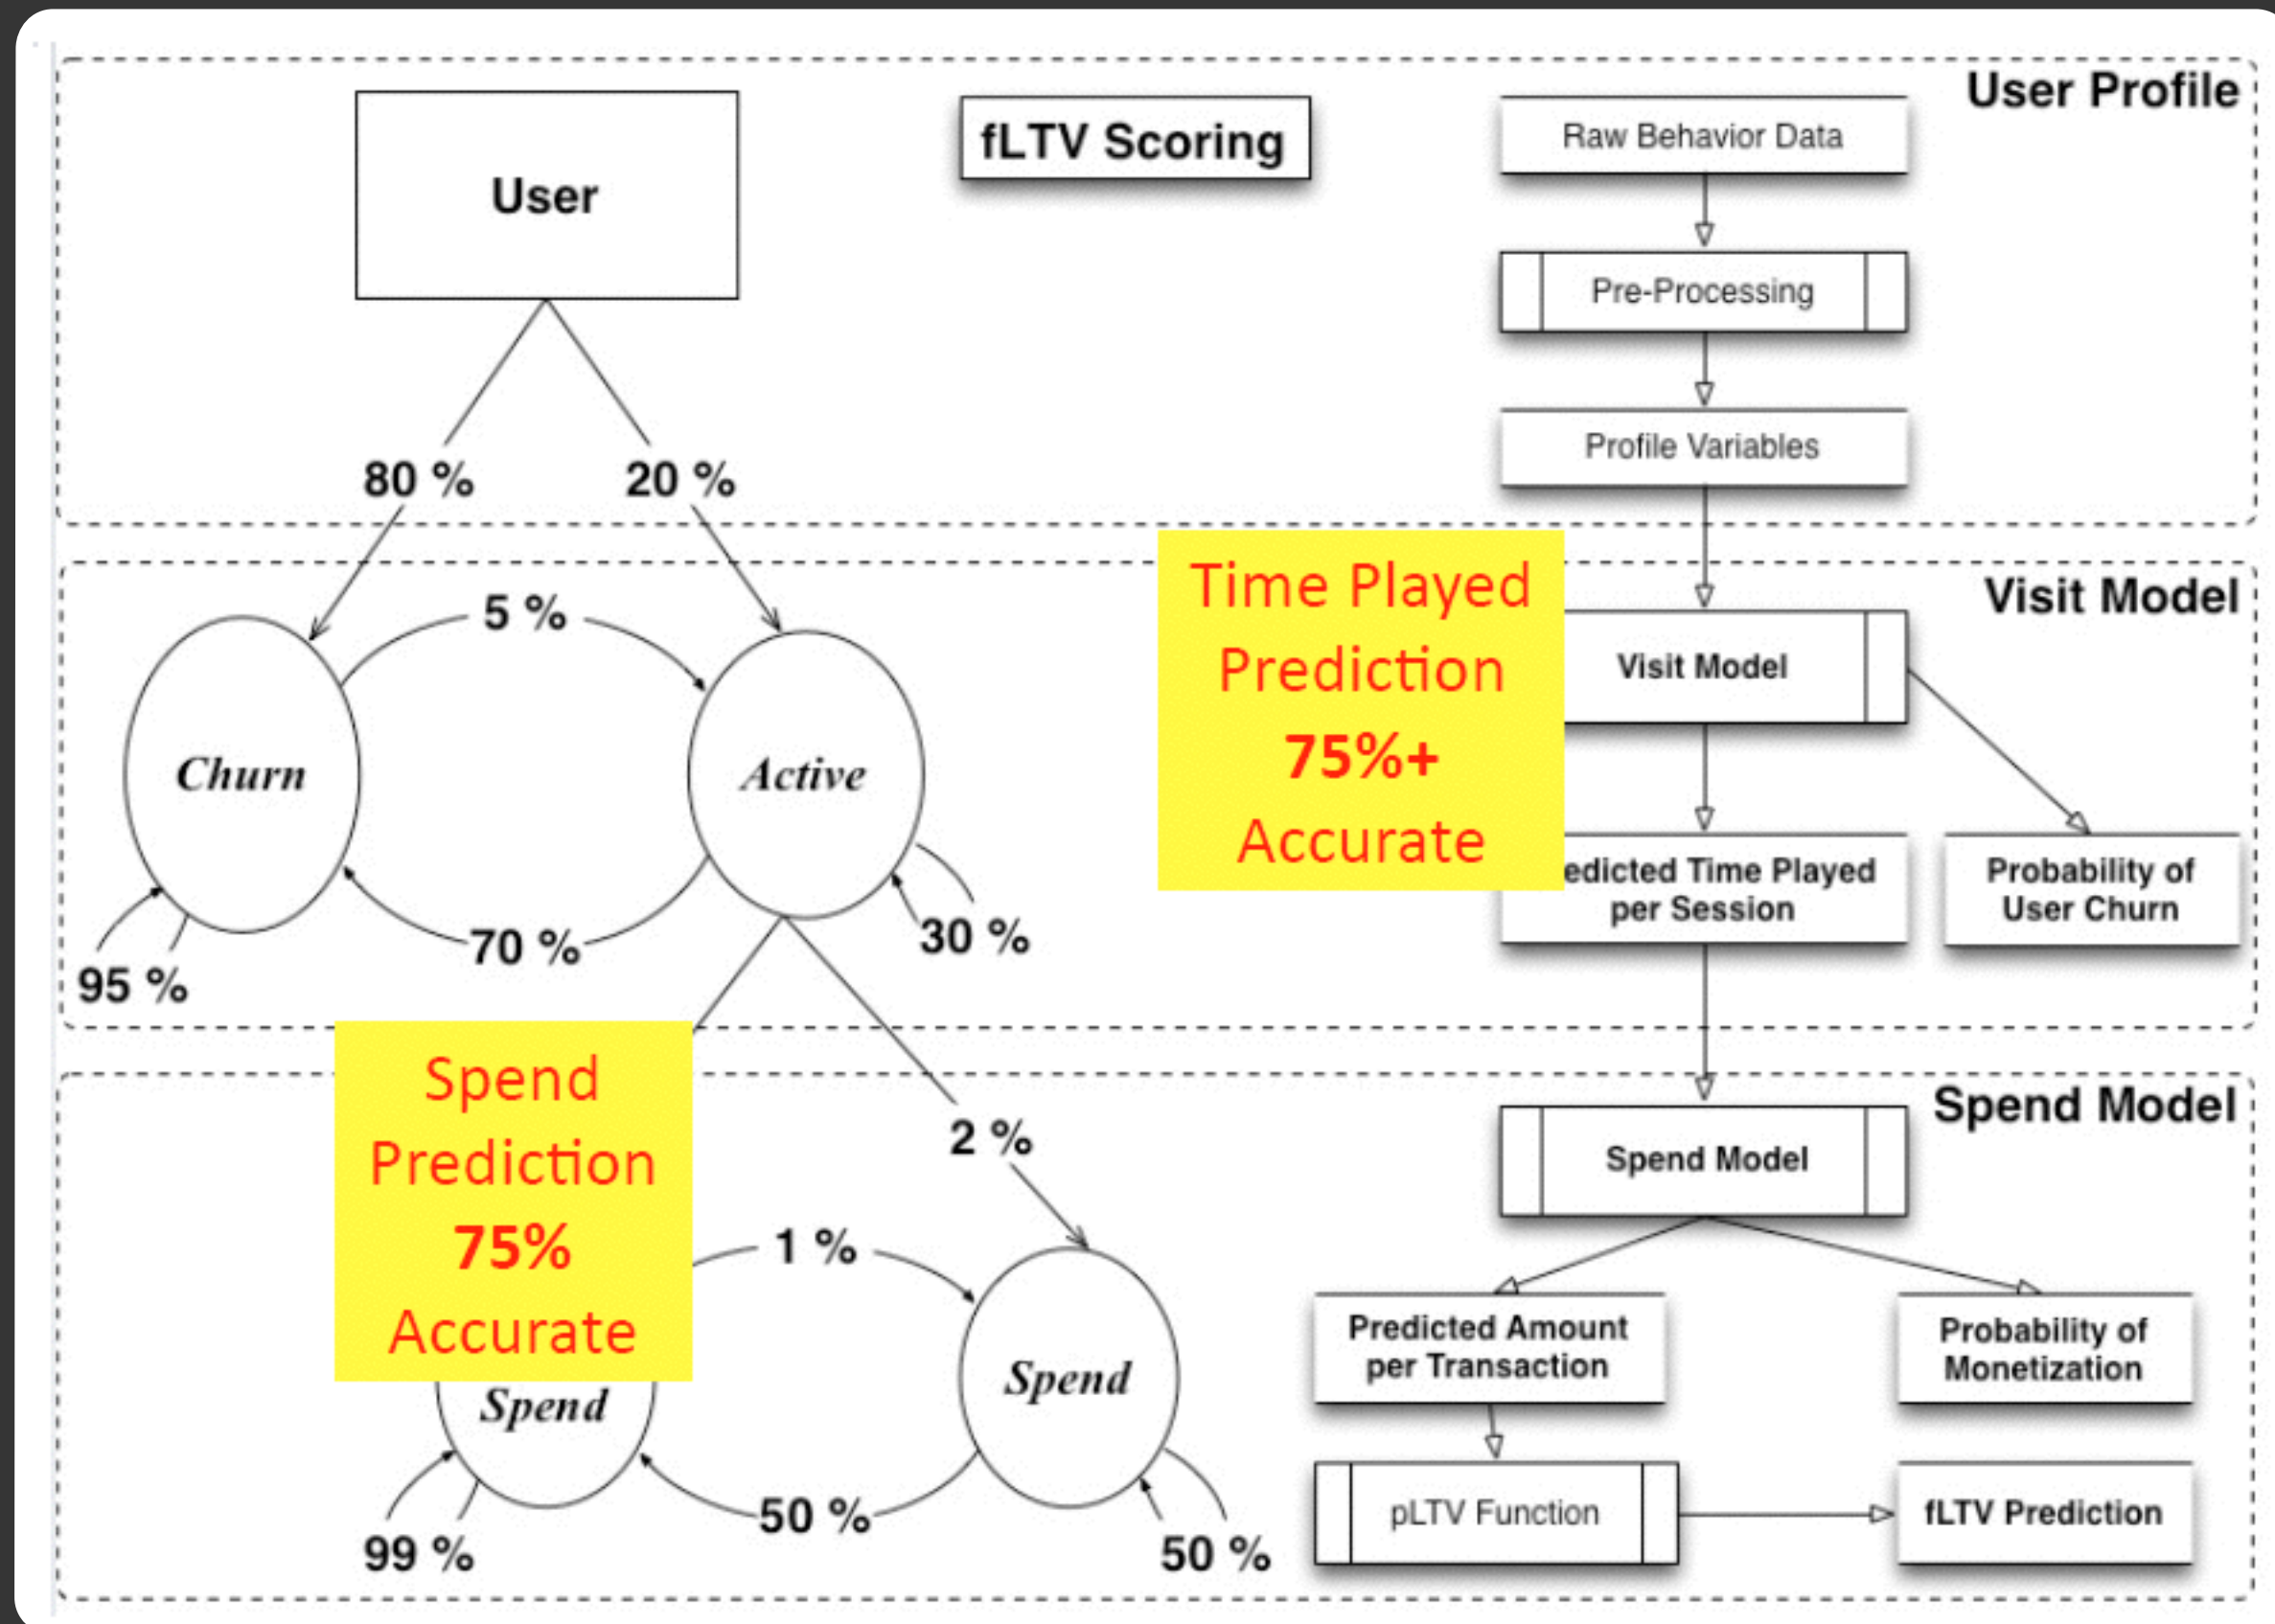 User Profile
User
fLTV Scoring
Raw Behavior Data
Pre-Processing
Profile Variables
80 %
20 %
Visit Model
Churn
Active
5 %
70 %
95 %
30 %
Time Played
Prediction
75%+
Accurate
Visit Model
Time Played
per Session
Probability of
User Churn
Spend Model
Spend
Prediction
75%
Accurate
2 %
1 %
Spend
Spend
50 %
99 %
50 %
Spend Model
Predicted Amount
per Transaction
Probability of
Monetization
pLTV Function
fLTV Prediction